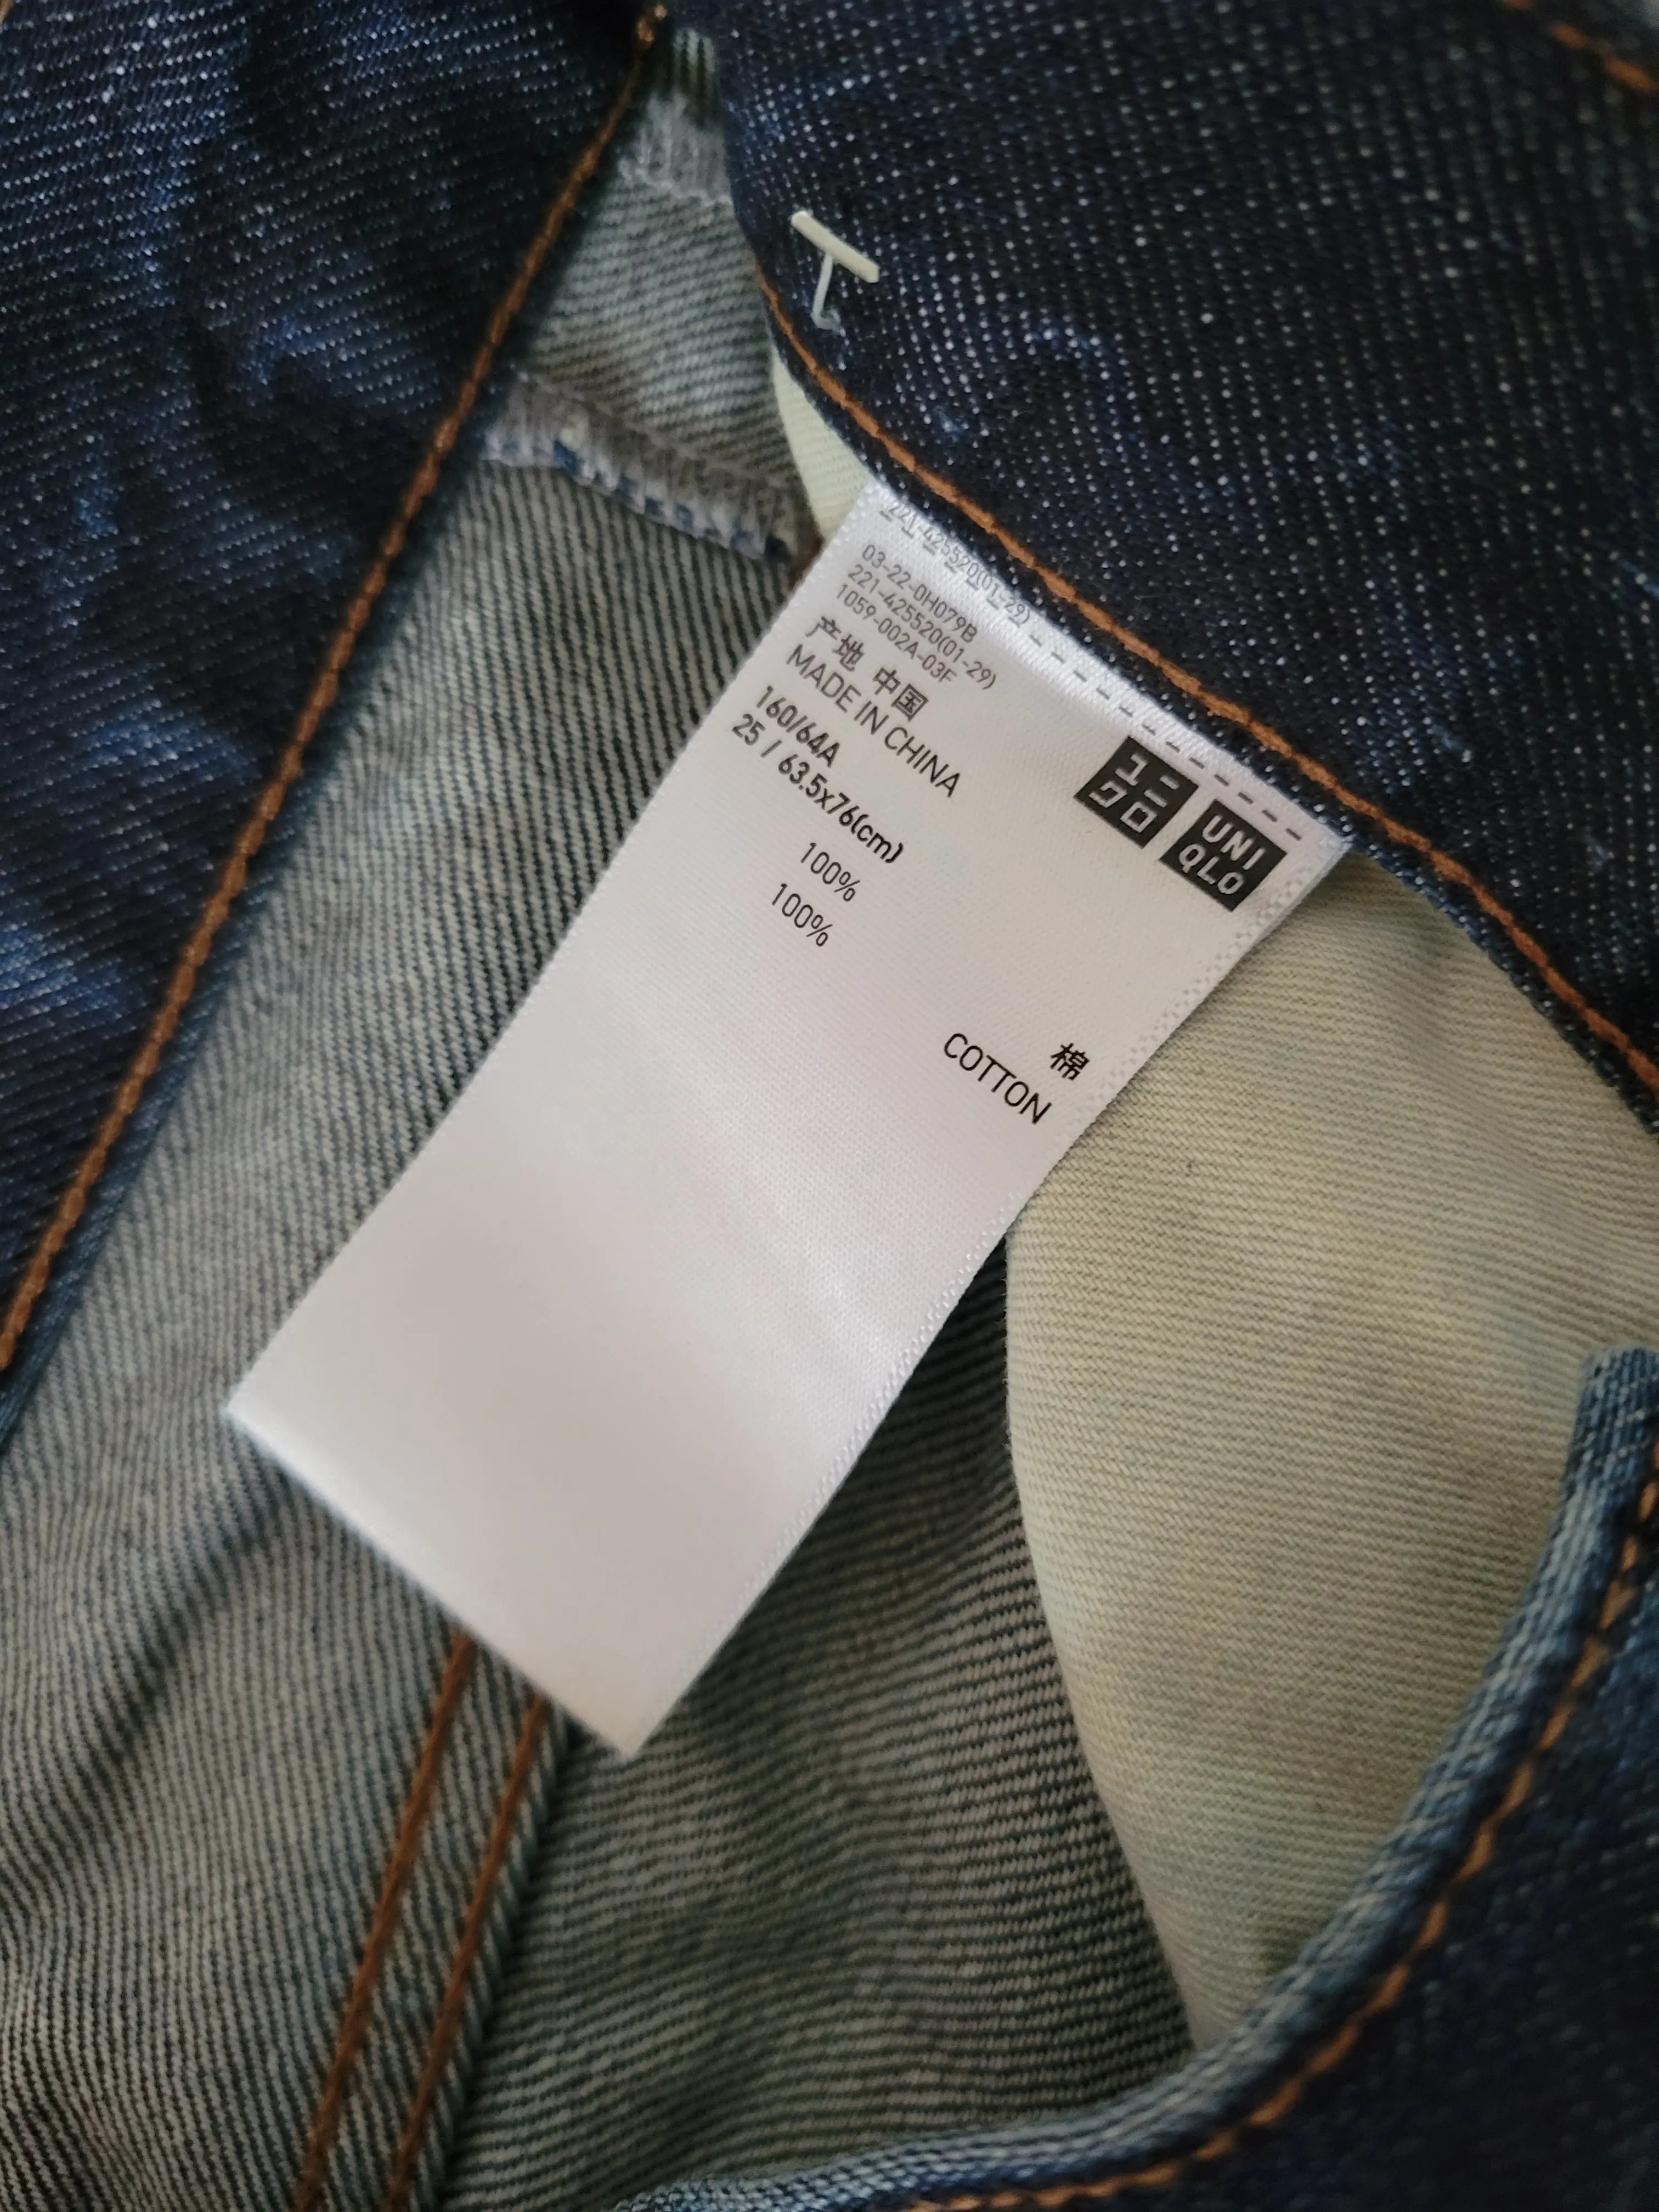 241-425520(01-29)
03-22-0H079B
221-425520(01-29)
1059-002A-03F
产地 中国
MADE IN CHINA
160/64A
25 / 63.5x76(cm)
ユニ
クロ
UNI
QLO
100% 棉
100% COTTON